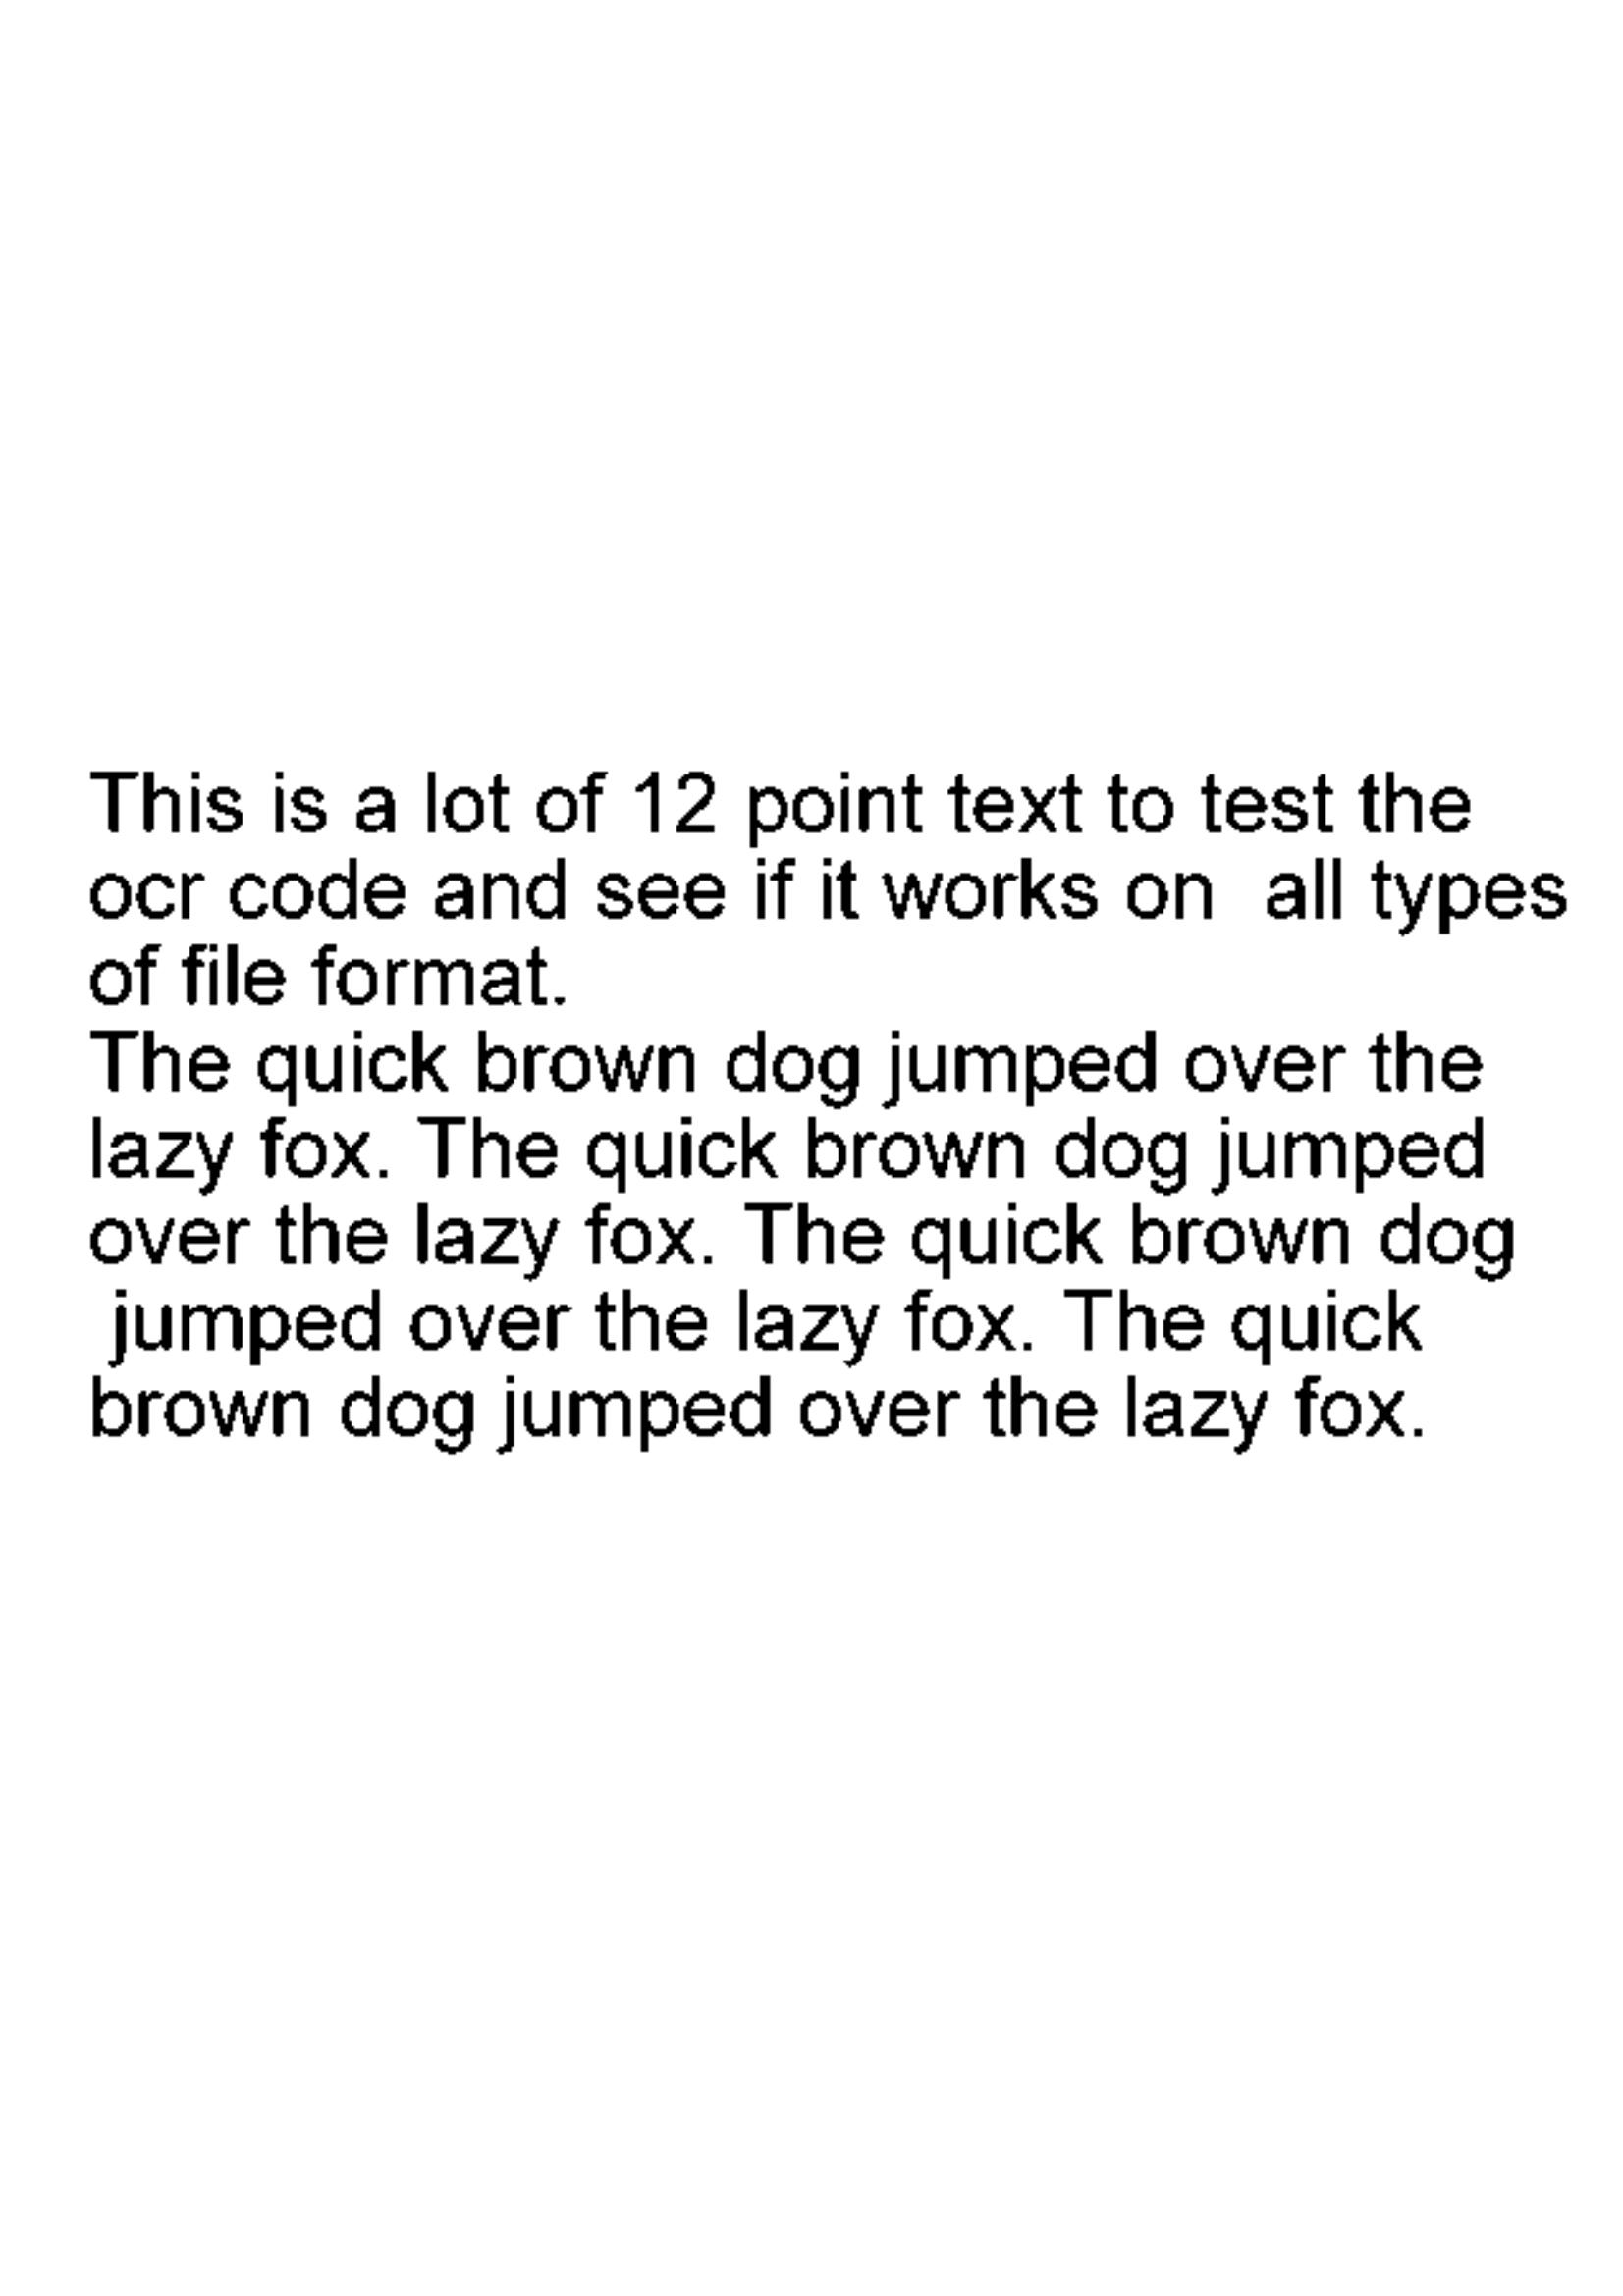 This is a lot of 12 point text to test the
ocr code and see if it works on  all types
of file format.
The quick brown dog jumped over the
lazy fox. The quick brown dog jumped
over the lazy fox. The quick brown dog
jumped over the lazy fox. The quick
brown dog jumped over the lazy fox.